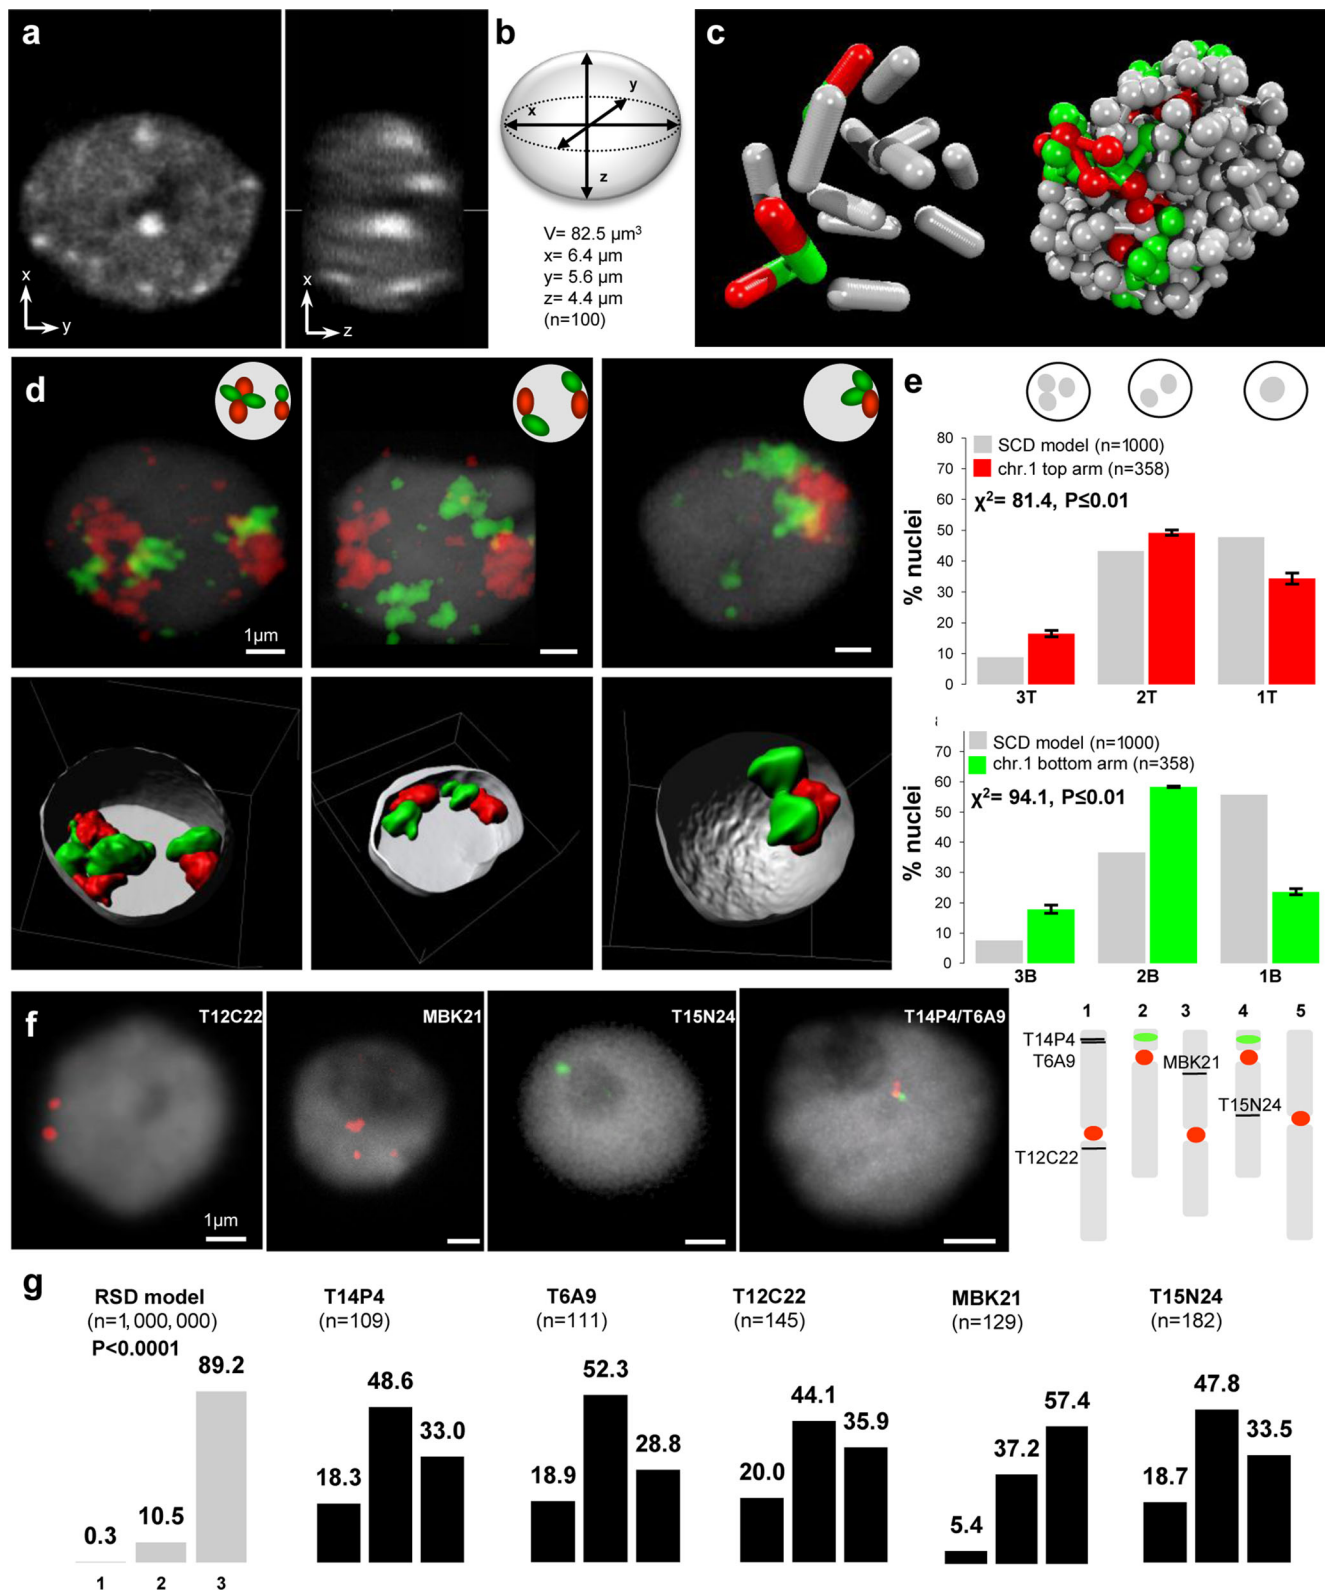 a
x
y
x
z
b
x
y
z
V= 82.5 µm³
x= 6.4 µm
y= 5.6 µm
z= 4.4 µm
(n=100)
c
d
1µm
e
SCD model (n=1000)
chr.1 top arm (n=358)
χ²= 81.4, P≤0.01
% nuclei
80
70
60
50
40
30
20
10
0
3T 2T 1T
SCD model (n=1000)
chr.1 bottom arm (n=358)
χ²= 94.1, P≤0.01
% nuclei
70
60
50
40
30
20
10
0
3B 2B 1B
f
T12C22
1µm
MBK21
T15N24
T14P4/T6A9
1 2 3 4 5
T14P4
T6A9
MBK21
T15N24
T12C22
g
RSD model
(n=1,000,000)
P<0.0001
0.3 10.5 89.2
1 2 3
T14P4
(n=109)
18.3 48.6 33.0
T6A9
(n=111)
18.9 52.3 28.8
T12C22
(n=145)
20.0 44.1 35.9
MBK21
(n=129)
5.4 37.2 57.4
T15N24
(n=182)
18.7 47.8 33.5